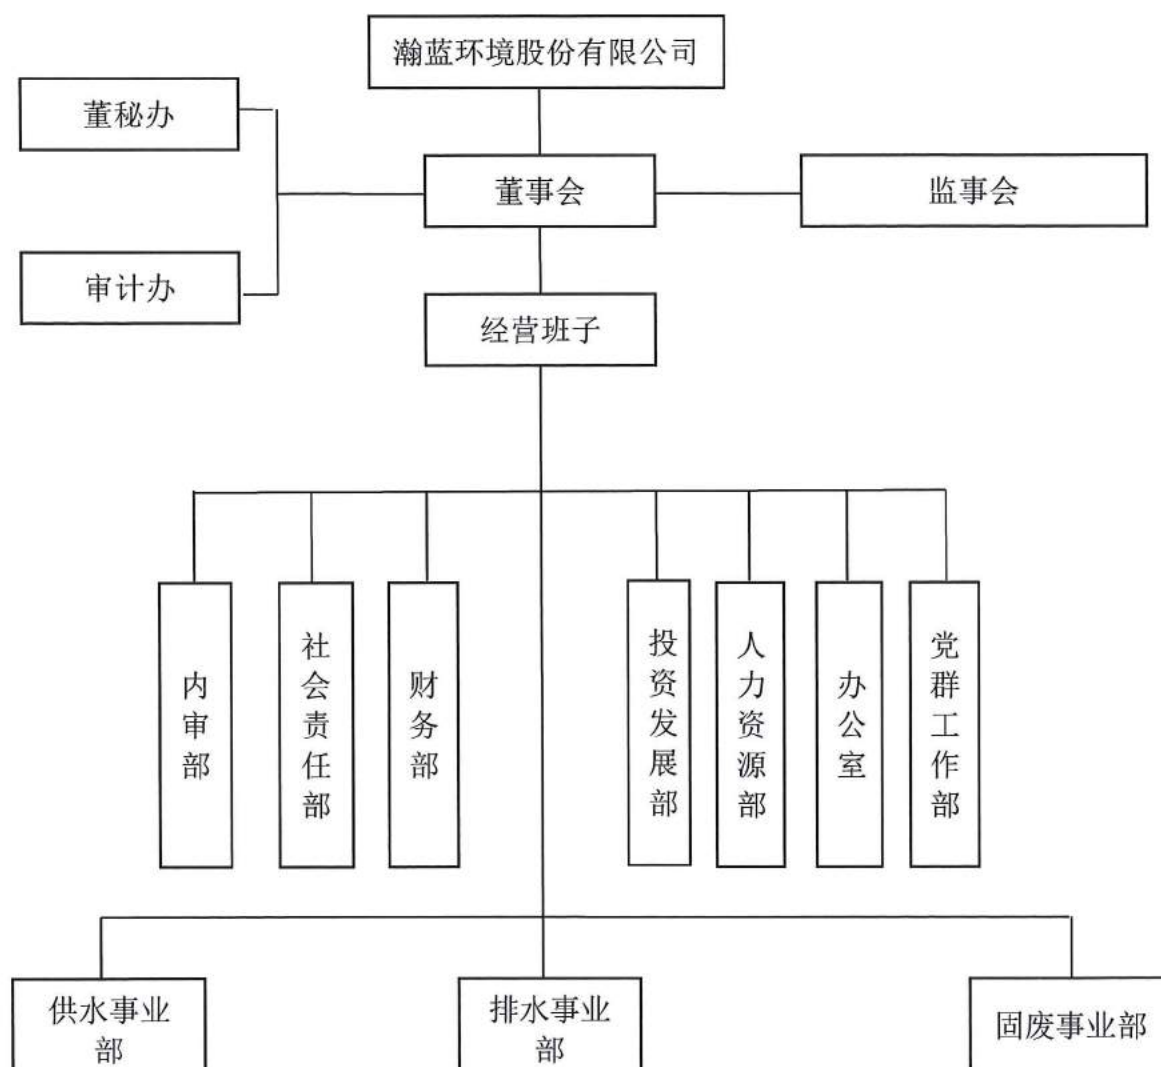 瀚蓝环境股份有限公司
董秘办
董事会
监事会
审计办
经营班子
内审部
社会责任部
财务部
投资发展部
人力资源部
办公室
党群工作部
供水事业
部
排水事业
部
固废事业部